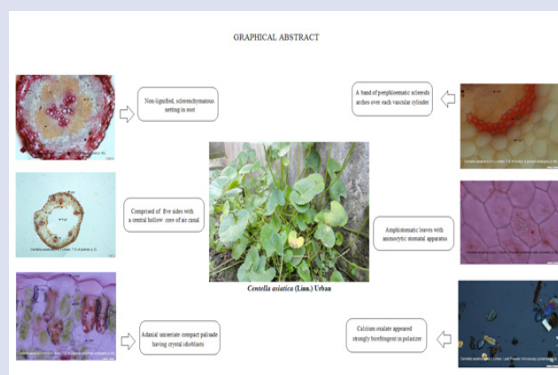 GRAPHICAL ABSTRACT
Non-lignified, sclerenchymatous
netting in root
A band of periphloematic sclereids
arches over each vascular cylinder
Comprised of five sides with
a central hollow core of air canal
Amphistomatic leaves with
anomocytic stomatal apparatus
Centella asiatica (Linn.) Urban
Adaxial uniseriate compact palisade
having crystal idioblasts
Calcium oxalate appeared
strongly birefringent in polarizer